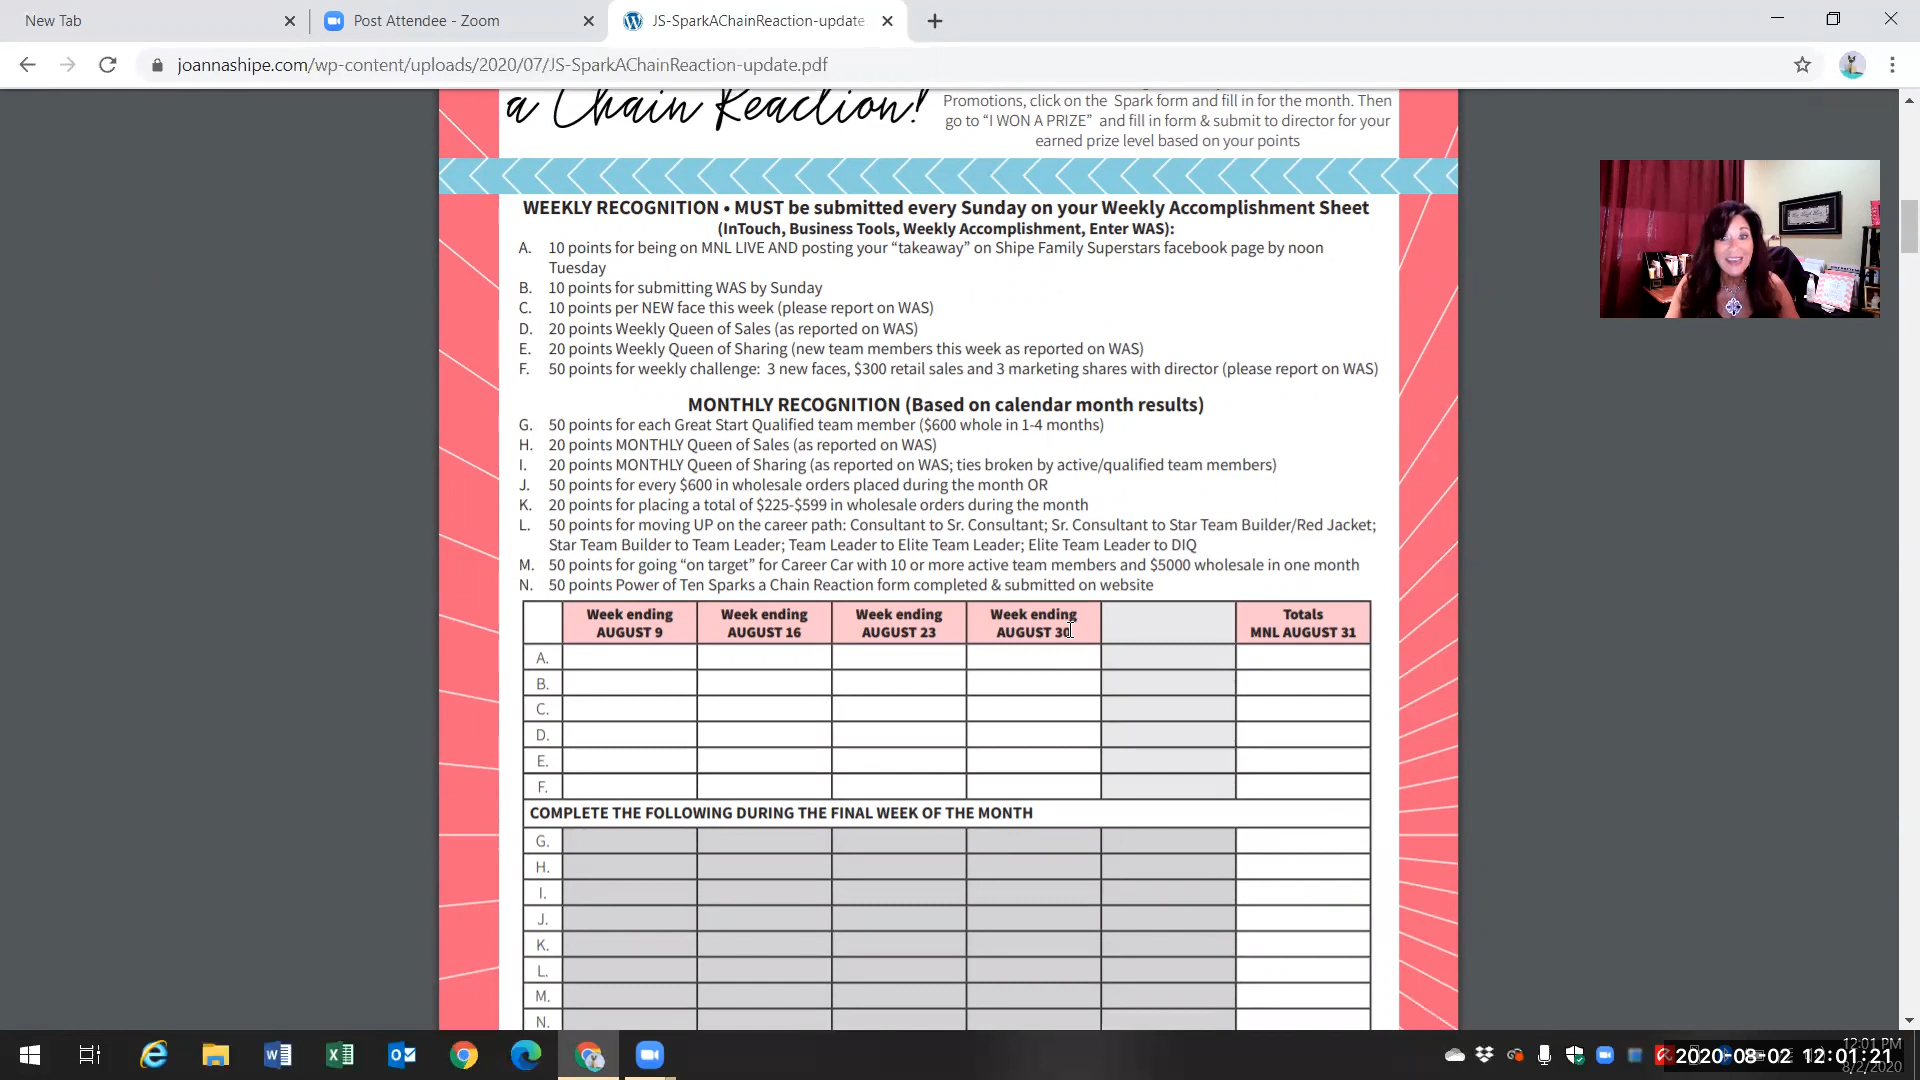 New Tab
Post Attendee - Zoom
JS-SparkAChainReaction-update
joannashipe.com/wp-content/uploads/2020/07/JS-SparkAChainReaction-update.pdf
a Chain Reaction!
Promotions, click on the Spark form and fill in for the month. Then
go to “I WON A PRIZE” and fill in form & submit to director for your
earned prize level based on your points
WEEKLY RECOGNITION • MUST be submitted every Sunday on your Weekly Accomplishment Sheet
(InTouch, Business Tools, Weekly Accomplishment, Enter WAS):
A. 10 points for being on MNL LIVE AND posting your “takeaway” on Shipe Family Superstars facebook page by noon
Tuesday
B. 10 points for submitting WAS by Sunday
C. 10 points per NEW face this week (please report on WAS)
D. 20 points Weekly Queen of Sales (as reported on WAS)
E. 20 points Weekly Queen of Sharing (new team members this week as reported on WAS)
F. 50 points for weekly challenge: 3 new faces, $300 retail sales and 3 marketing shares with director (please report on WAS)
MONTHLY RECOGNITION (Based on calendar month results)
G. 50 points for each Great Start Qualified team member ($600 whole in 1-4 months)
H. 20 points MONTHLY Queen of Sales (as reported on WAS)
I. 20 points MONTHLY Queen of Sharing (as reported on WAS; ties broken by active/qualified team members)
J. 50 points for every $600 in wholesale orders placed during the month OR
K. 20 points for placing a total of $225-$599 in wholesale orders during the month
L. 50 points for moving UP on the career path: Consultant to Sr. Consultant; Sr. Consultant to Star Team Builder/Red Jacket;
Star Team Builder to Team Leader; Team Leader to Elite Team Leader; Elite Team Leader to DIQ
M. 50 points for going “on target” for Career Car with 10 or more active team members and $5000 wholesale in one month
N. 50 points Power of Ten Sparks a Chain Reaction form completed & submitted on website
Week ending Week ending Week ending Week ending Totals
AUGUST 9 AUGUST 16 AUGUST 23 AUGUST 30 MNL AUGUST 31
A.
B.
C.
D.
E.
F.
COMPLETE THE FOLLOWING DURING THE FINAL WEEK OF THE MONTH
G.
H.
I.
J.
K.
L.
M.
N.
12:01 PM
2020-08-02 12:01:21
8/2/2020